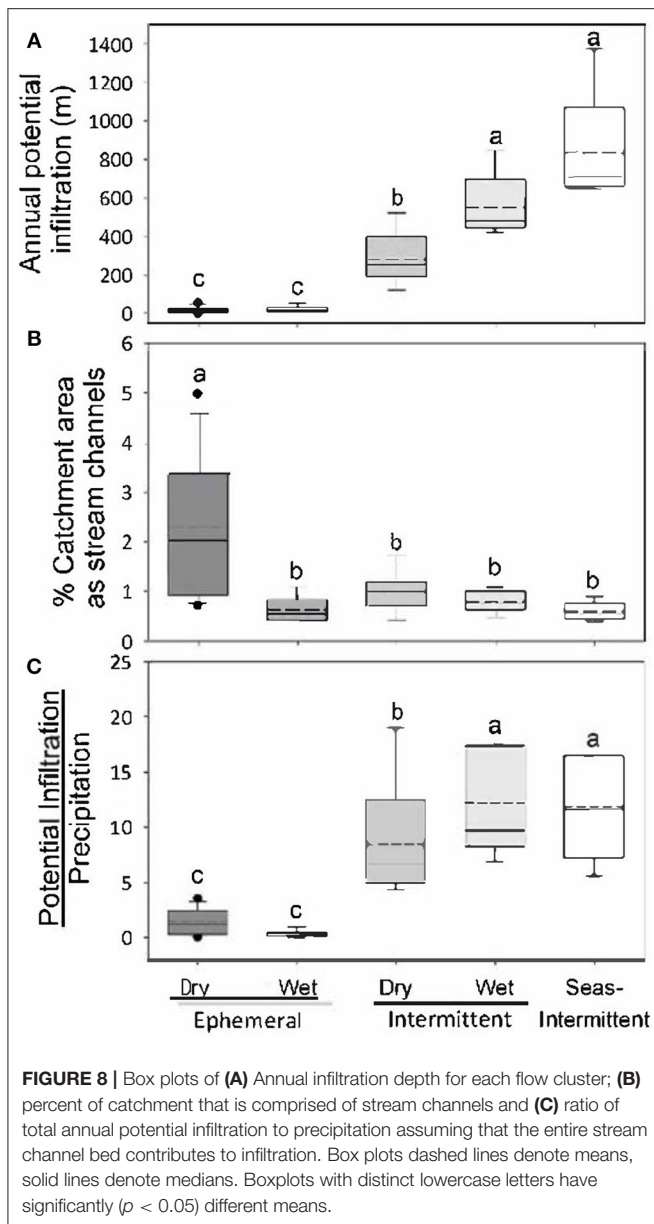 A
Annual potential
infiltration (m)
1400
1200
1000
800
600
400
200
0
c
c
b
a
a
B
% Catchment area
as stream channels
6
5
4
3
2
1
0
a
b
b
b
b
C
Potential Infiltration
Precipitation
25
20
15
10
5
0
c
c
b
a
a
Dry Wet Dry Wet Seas-
Ephemeral Intermittent Intermittent
FIGURE 8 | Box plots of (A) Annual infiltration depth for each flow cluster; (B)
percent of catchment that is comprised of stream channels and (C) ratio of
total annual potential infiltration to precipitation assuming that the entire stream
channel bed contributes to infiltration. Box plots dashed lines denote means,
solid lines denote medians. Boxplots with distinct lowercase letters have
significantly (p < 0.05) different means.